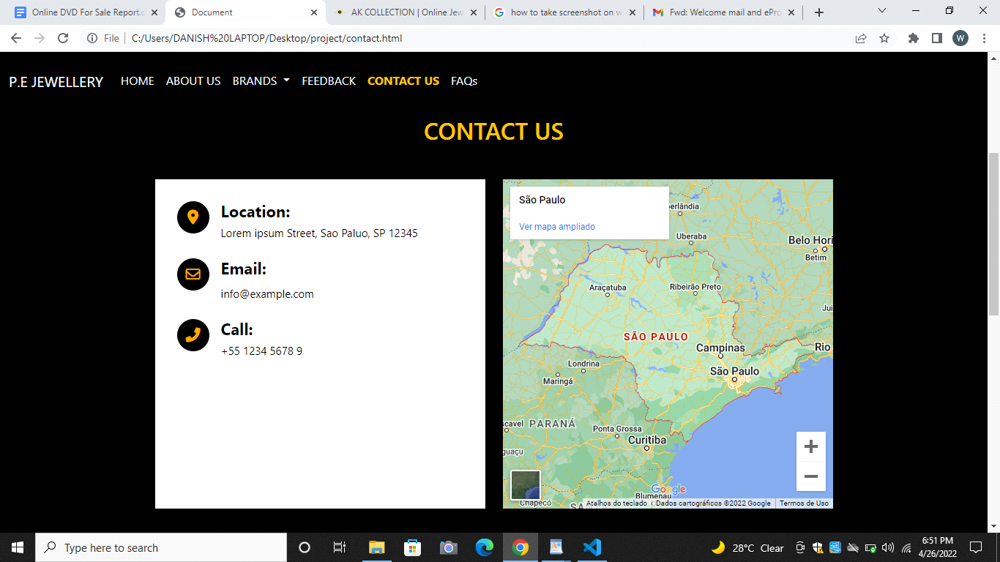 Online DVD For Sale Report.d
Document
AK COLLECTION | Online Jew
how to take screenshot on w
Fwd: Welcome mail and ePro
File
C:/Users/DANISH%20LAPTOP/Desktop/project/contact.html
W
P.E JEWELLERY HOME ABOUT US BRANDS FEEDBACK CONTACT US FAQs
CONTACT US
Location:
Lorem ipsum Street, Sao Paluo, SP 12345
Email:
info@example.com
Call:
+55 1234 5678 9
São Paulo
Ver mapa ampliado
berlândia
Uberaba
Belo Hori
Betim
Araçatuba
Ribeirão Preto
Jui
SÃO PAULO
Campinas
Rio
Londrina
São Paulo
Maringá
scavel
PARANÁ
Ponta Grossa
Curitiba
guaçu
Google
Blumenau
Chapecó
SANT
Atalhos do teclado
Dados cartográficos ©2022 Google
Termos de Uso
Type here to search
28°C Clear
6:51 PM
4/26/2022